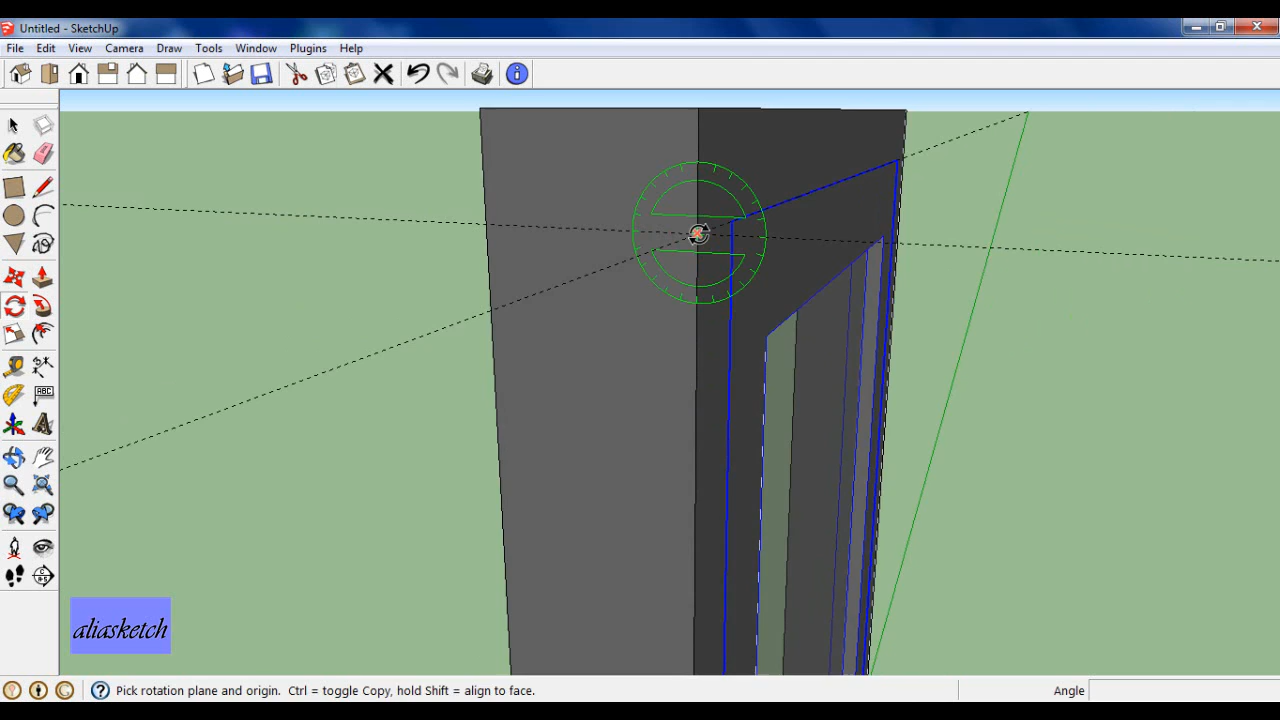 Untitled - SketchUp
File Edit View Camera Draw Tools Window Plugins Help
ABC
A
aliasketch
Pick rotation plane and origin. Ctrl = toggle Copy, hold Shift = align to face.
Angle